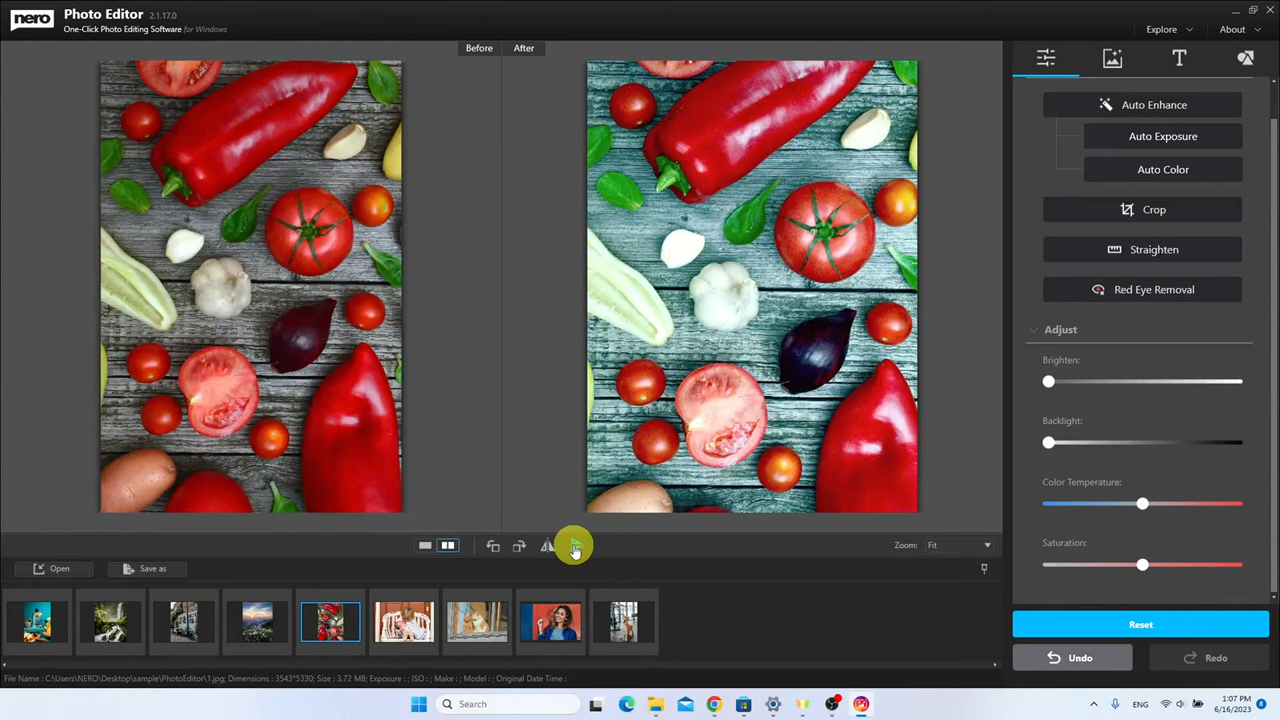 nero
Photo Editor 2.1.17.0
One-Click Photo Editing Software for Windows
Explore
About
Before
After
Auto Enhance
Auto Exposure
Auto Color
Crop
Straighten
Red Eye Removal
Adjust
Brighten:
Backlight:
Color Temperature:
Saturation:
Zoom: Fit
Open
Save as
Reset
Undo
Redo
File Name : C:\Users\NERO\Desktop\sample\PhotoEditor\1.jpg; Dimensions : 3543*5330; Size : 3.72 MB; Exposure : ; ISO : ; Make : ; Model : ; Original Date Time :
Search
ENG
1:07 PM
6/16/2023